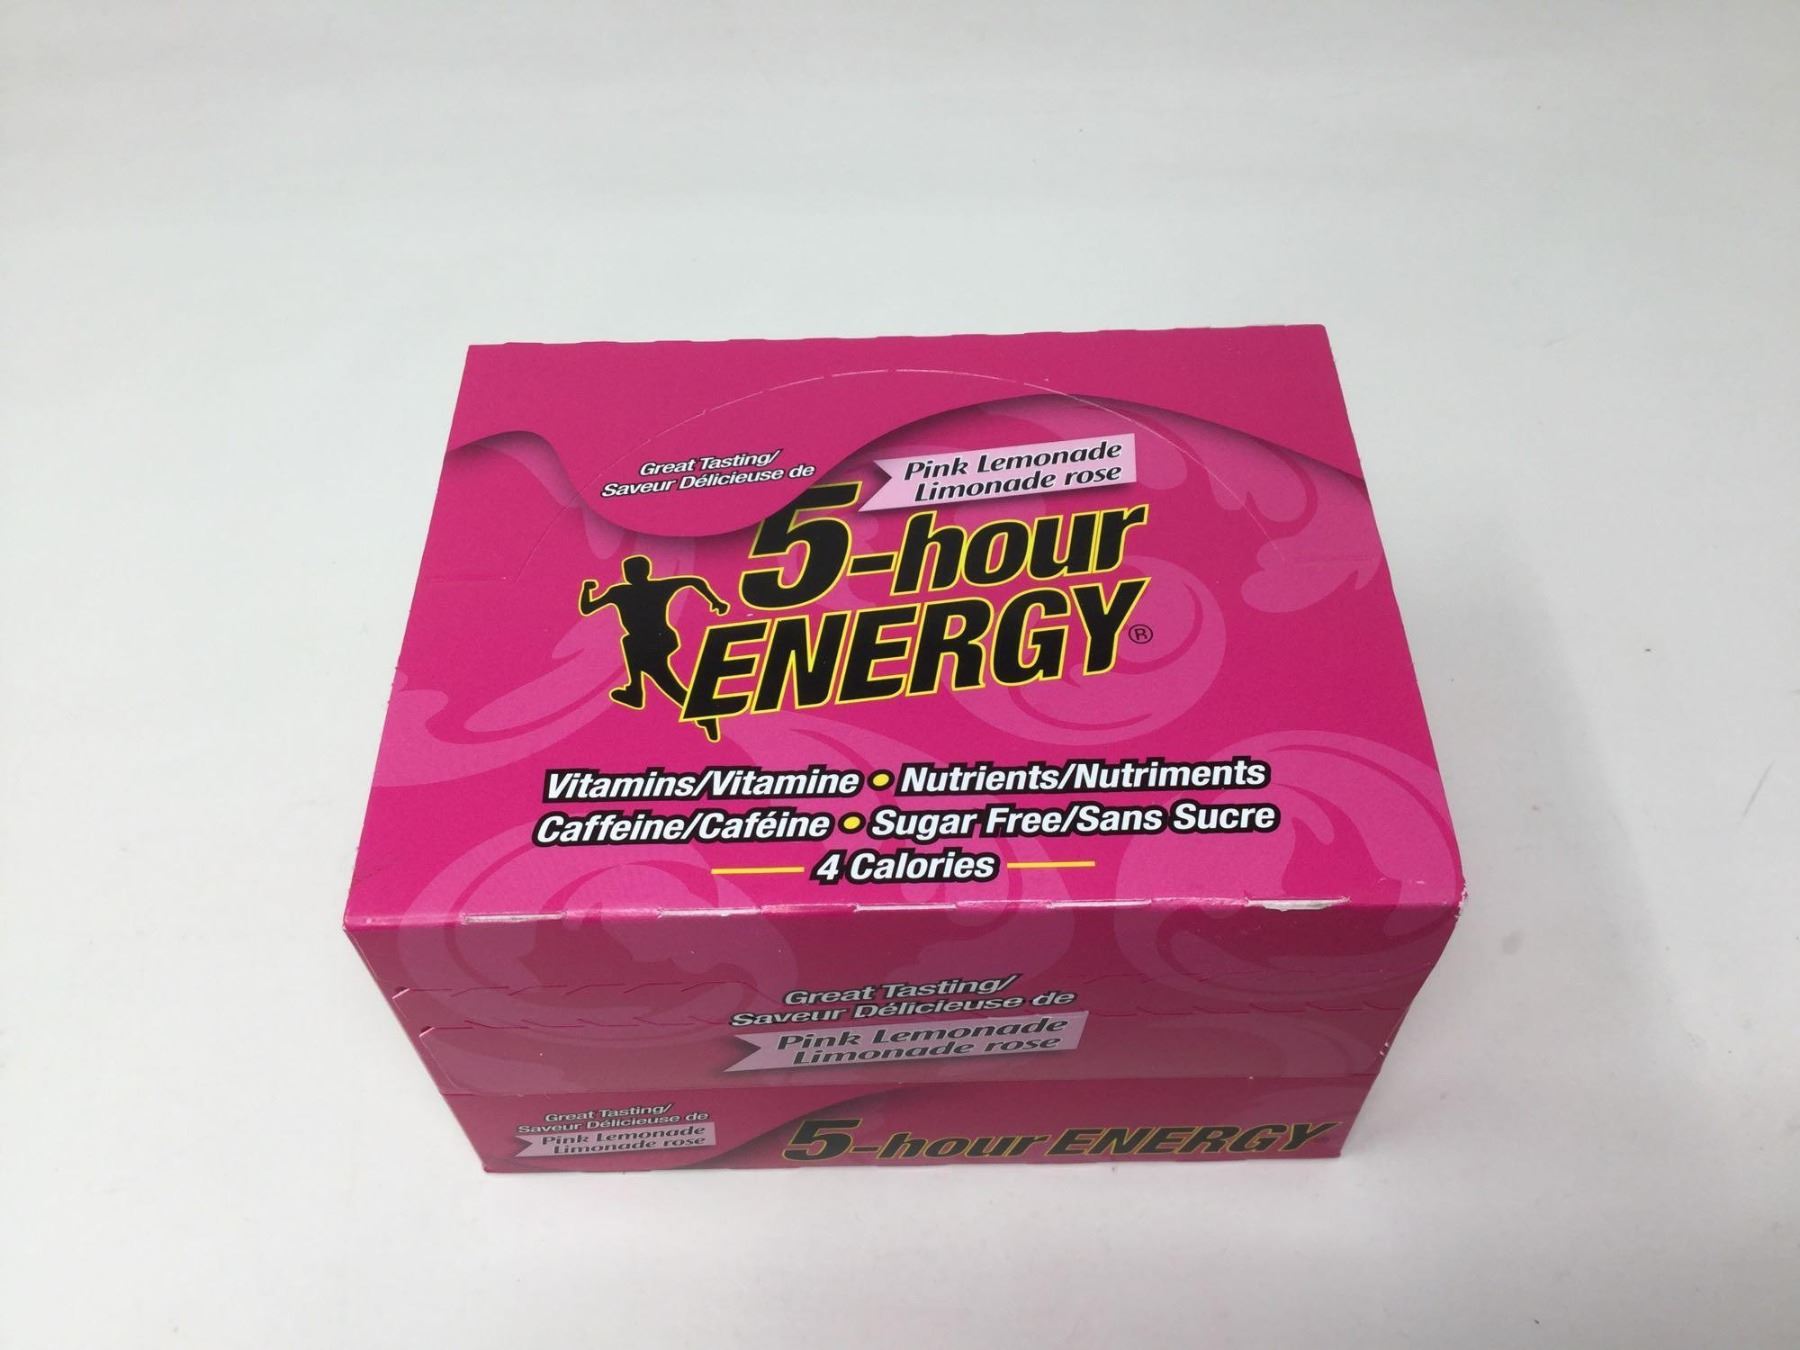 Great Tasting/
Saveur Délicieuse de
Pink Lemonade
Limonade rose
5-hour
ENERGY®
Vitamins/Vitamine • Nutrients/Nutriments
Caffeine/Caféine • Sugar Free/Sans Sucre
4 Calories
Great Tasting/
Saveur Délicieuse de
Pink Lemonade
Limonade rose
Great Tasting/
Saveur Délicieuse de
Pink Lemonade
Limonade rose
5-hour ENERGY